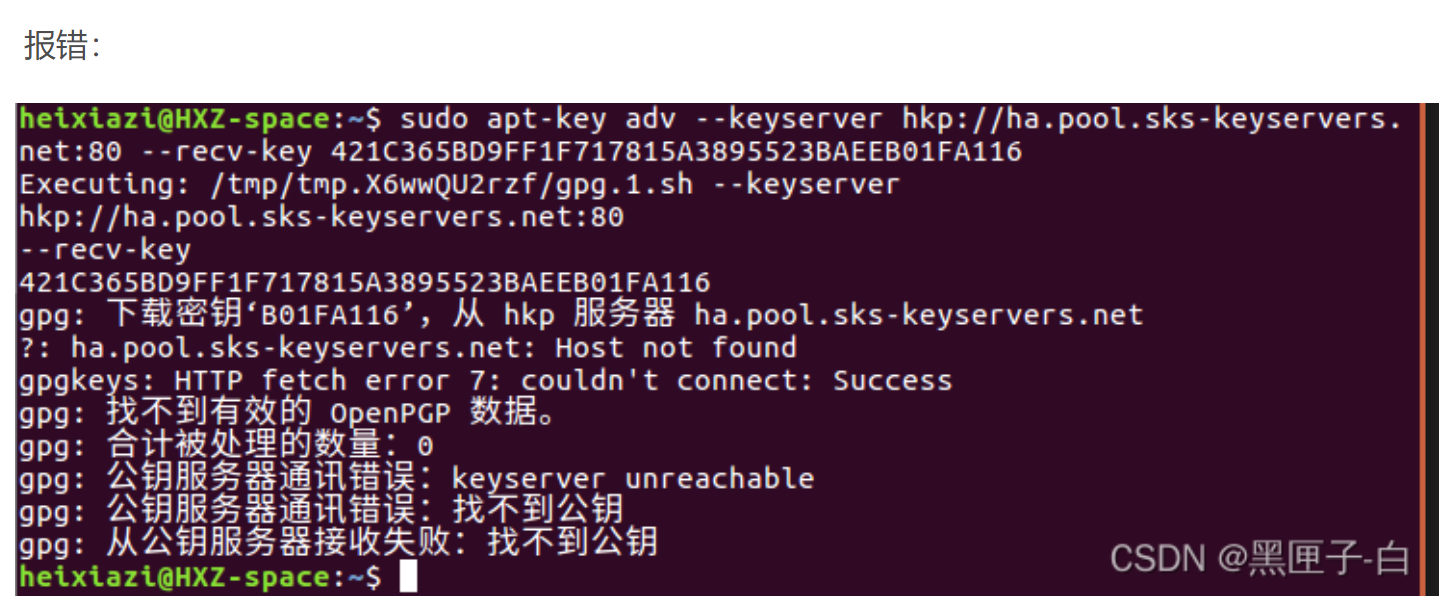 报错：
heixiazi@HXZ-space:~$ sudo apt-key adv --keyserver hkp://ha.pool.sks-keyservers.
net:80 --recv-key 421C365BD9FF1F717815A3895523BAEEB01FA116
Executing: /tmp/tmp.X6wwQU2rzf/gpg.1.sh --keyserver
hkp://ha.pool.sks-keyservers.net:80
--recv-key
421C365BD9FF1F717815A3895523BAEEB01FA116
gpg: 下载密钥‘B01FA116’，从 hkp 服务器 ha.pool.sks-keyservers.net
?: ha.pool.sks-keyservers.net: Host not found
gpgkeys: HTTP fetch error 7: couldn't connect: Success
gpg: 找不到有效的 OpenPGP 数据。
gpg: 合计被处理的数量：0
gpg: 公钥服务器通讯错误：keyserver unreachable
gpg: 公钥服务器通讯错误：找不到公钥
gpg: 从公钥服务器接收失败：找不到公钥
heixiazi@HXZ-space:~$
CSDN @黑匣子-白